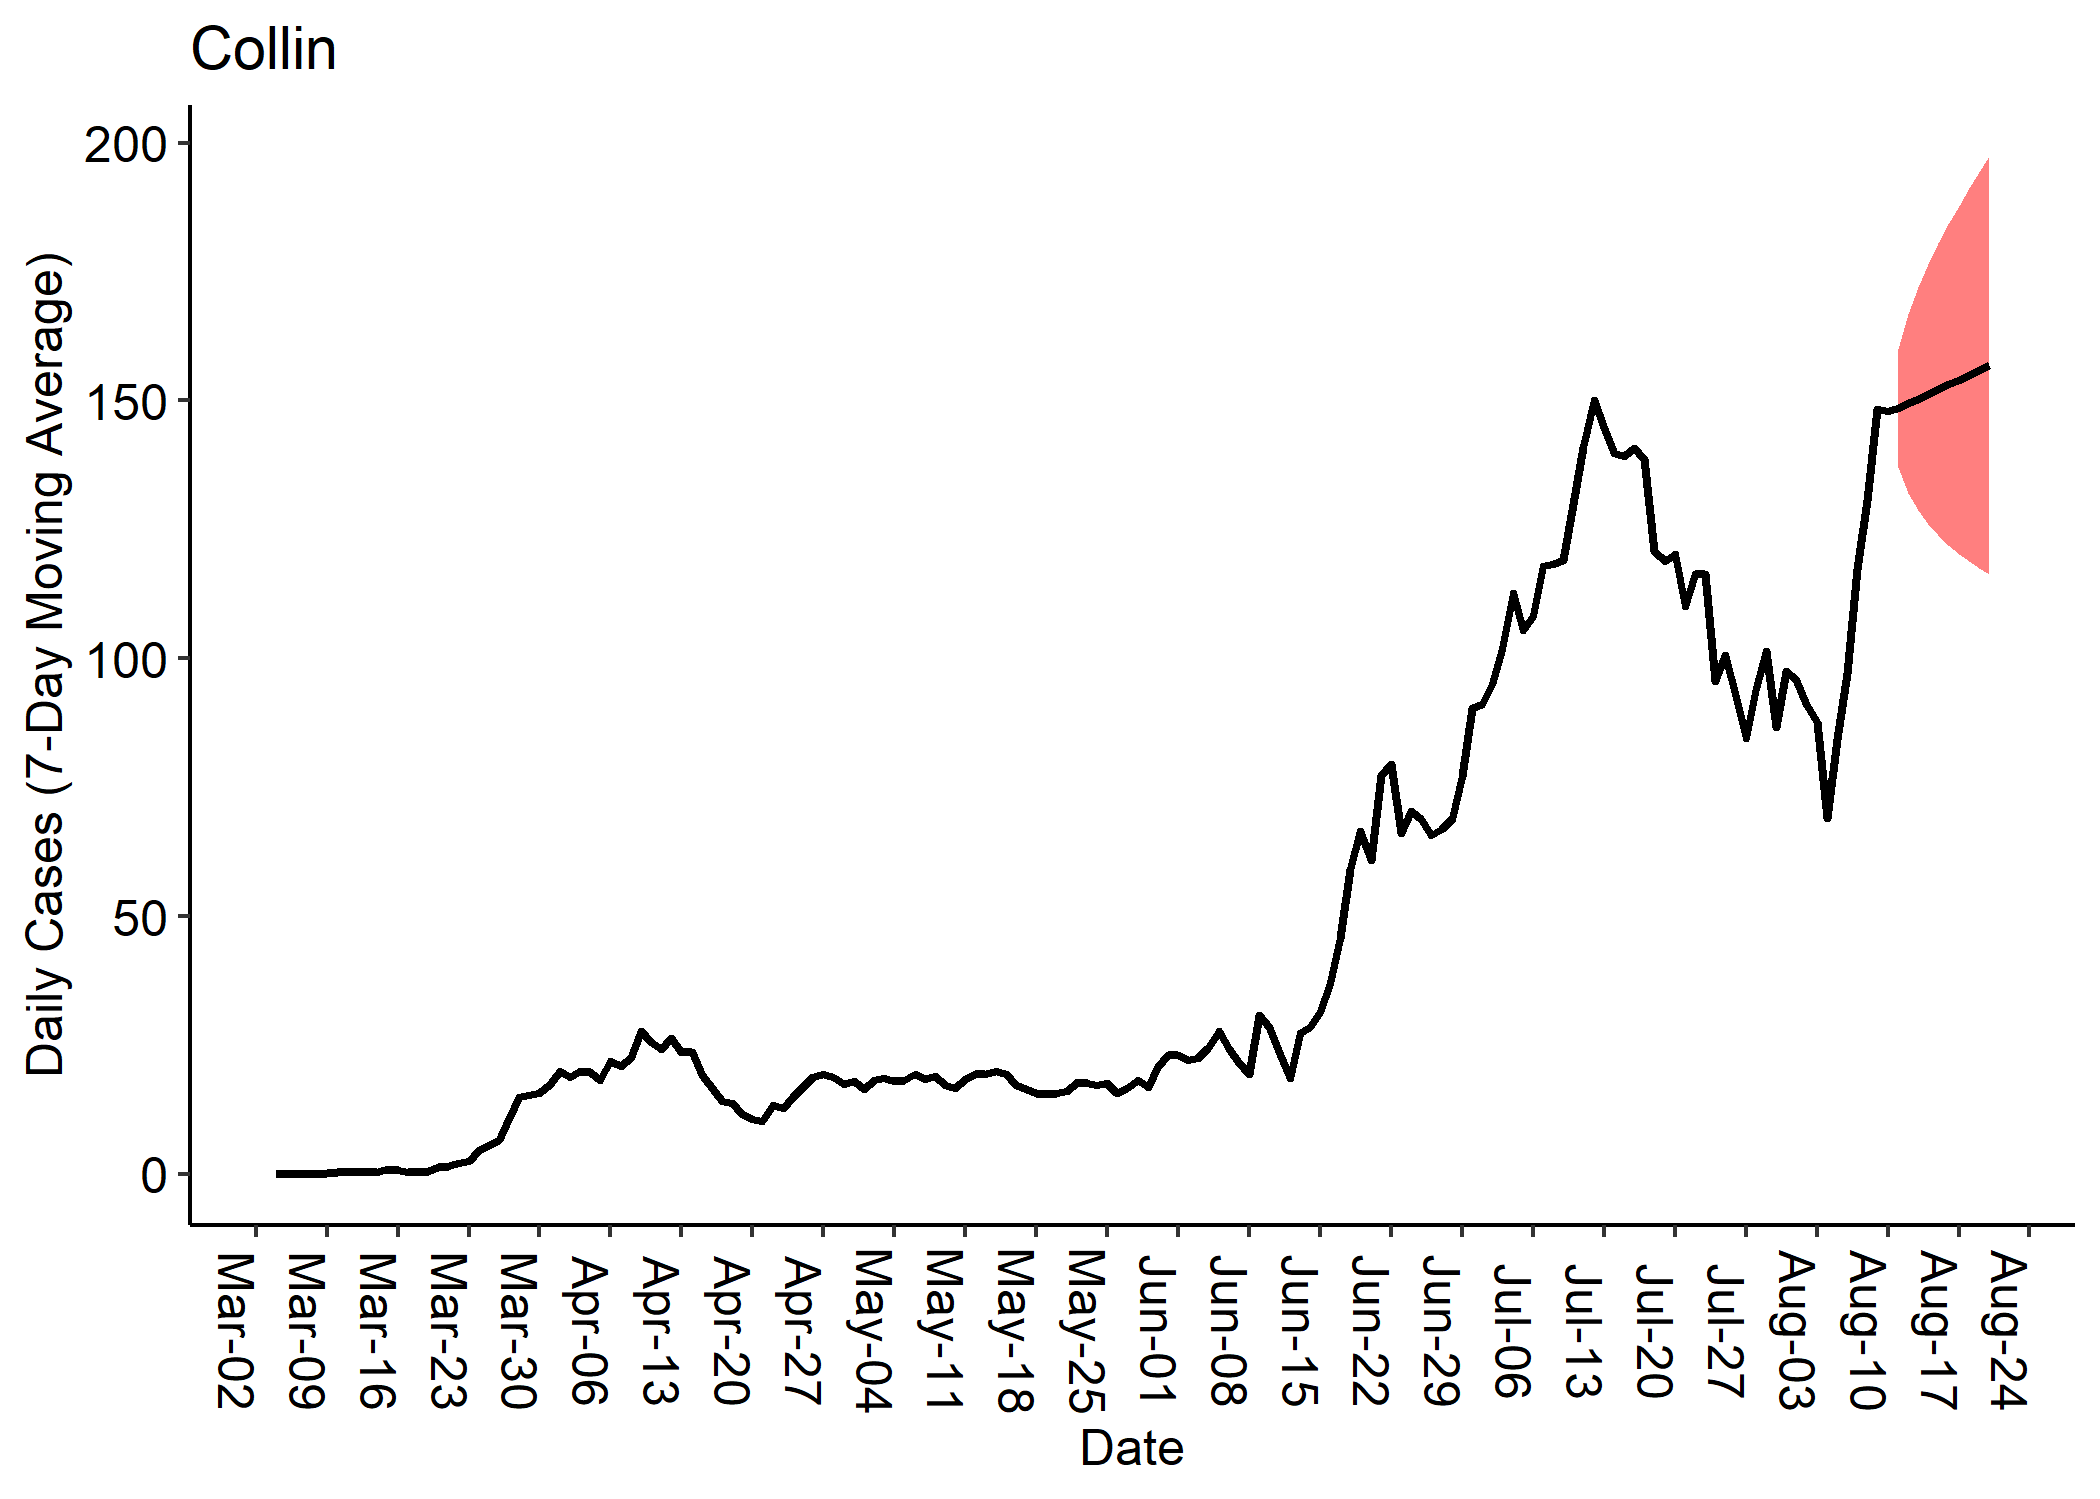 Collin
Daily Cases (7-Day Moving Average)
200
150
100
50
0
Mar-02
Mar-09
Mar-16
Mar-23
Mar-30
Apr-06
Apr-13
Apr-20
Apr-27
May-04
May-11
May-18
May-25
Jun-01
Jun-08
Jun-15
Jun-22
Jun-29
Jul-06
Jul-13
Jul-20
Jul-27
Aug-03
Aug-10
Aug-17
Aug-24
Date